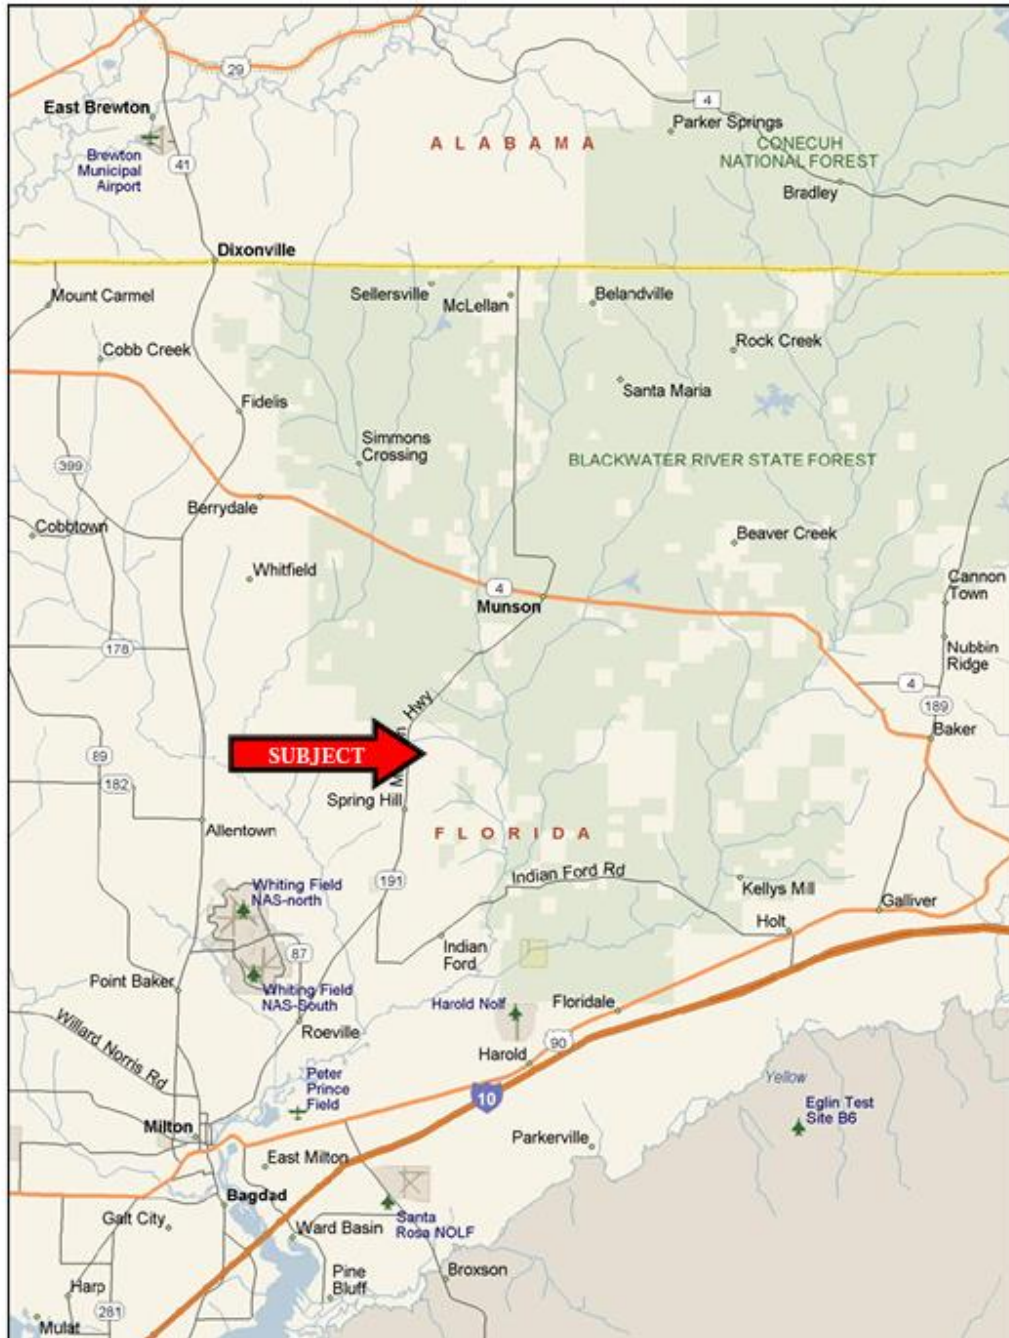 29
4
East Brewton
Parker Springs
ALABAMA
CONECUH
NATIONAL FOREST
Brewton
Municipal
Airport
41
Bradley
Dixonville
Mount Carmel
Sellersville
McLellan
Belandville
Cobb Creek
Rock Creek
Santa Maria
Fidelis
Simmons
Crossing
399
BLACKWATER RIVER STATE FOREST
Berrydale
Cobbtown
Beaver Creek
Whitfield
4
Munson
Cannon
Town
178
Nubbin
Ridge
4
Hwy
189
Baker
SUBJECT
89
182
M
n
Spring Hill
Allentown
FLORIDA
191
Indian Ford Rd
Whiting Field
NAS-north
Kellys Mill
Galliver
Holt
87
Indian
Ford
Point Baker
Whiting Field
NAS-South
Harold Nolf
Floridale
Roeville
Willard Norris Rd
90
Harold
Peter
Prince
Field
10
Yellow
Eglin Test
Site B6
Milton
Parkerville
East Milton
Bagdad
Galt City
Santa
Rosa NOLF
Ward Basin
Pine
Bluff
Broxson
Harp
281
Mulat